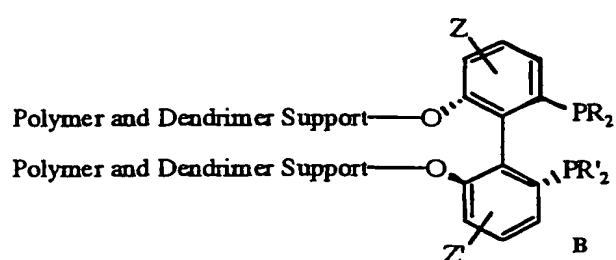 Z
Polymer and Dendrimer Support—O
PR₂
Polymer and Dendrimer Support—O
PR'₂
Z'
B